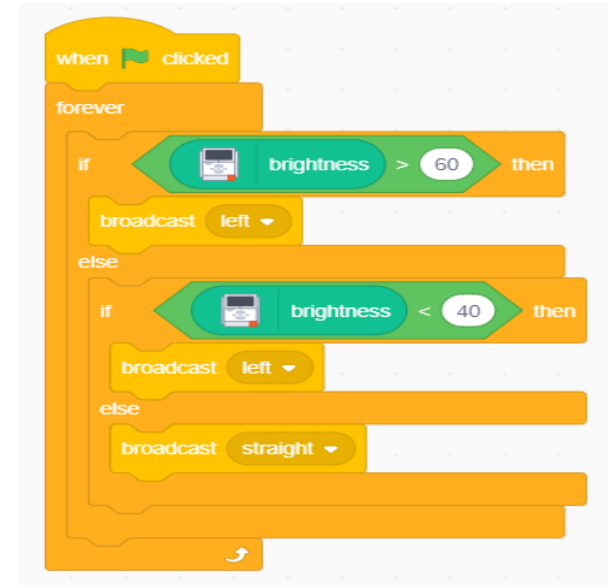 when clicked
forever
if brightness > 60 then
broadcast left
else
if brightness < 40 then
broadcast left
else
broadcast straight